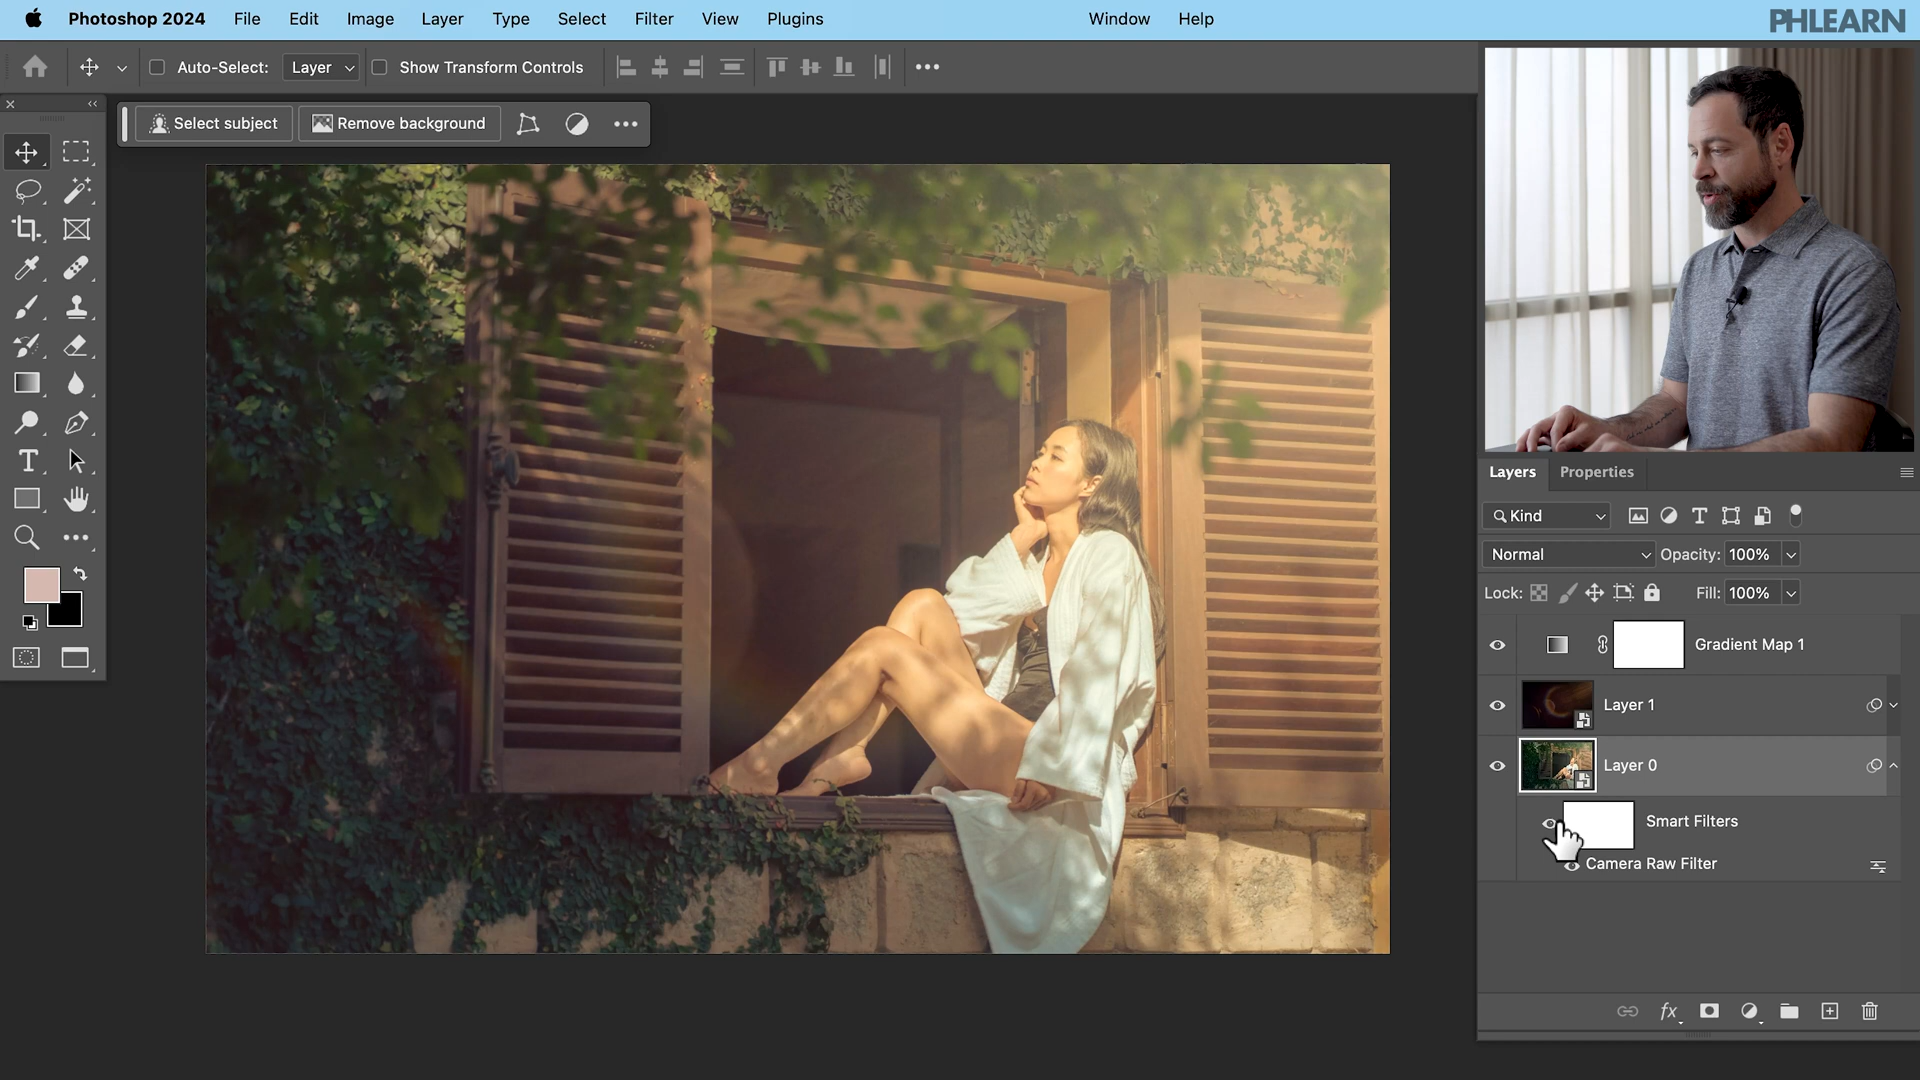 Photoshop 2024 File Edit Image Layer Type Select Filter View Plugins Window Help
PHLEARN
Auto-Select: Layer Show Transform Controls
Select subject Remove background
Layers Properties
Kind
Normal Opacity: 100%
Lock: Fill: 100%
Gradient Map 1
Layer 1
Layer 0
Smart Filters
Camera Raw Filter
fx